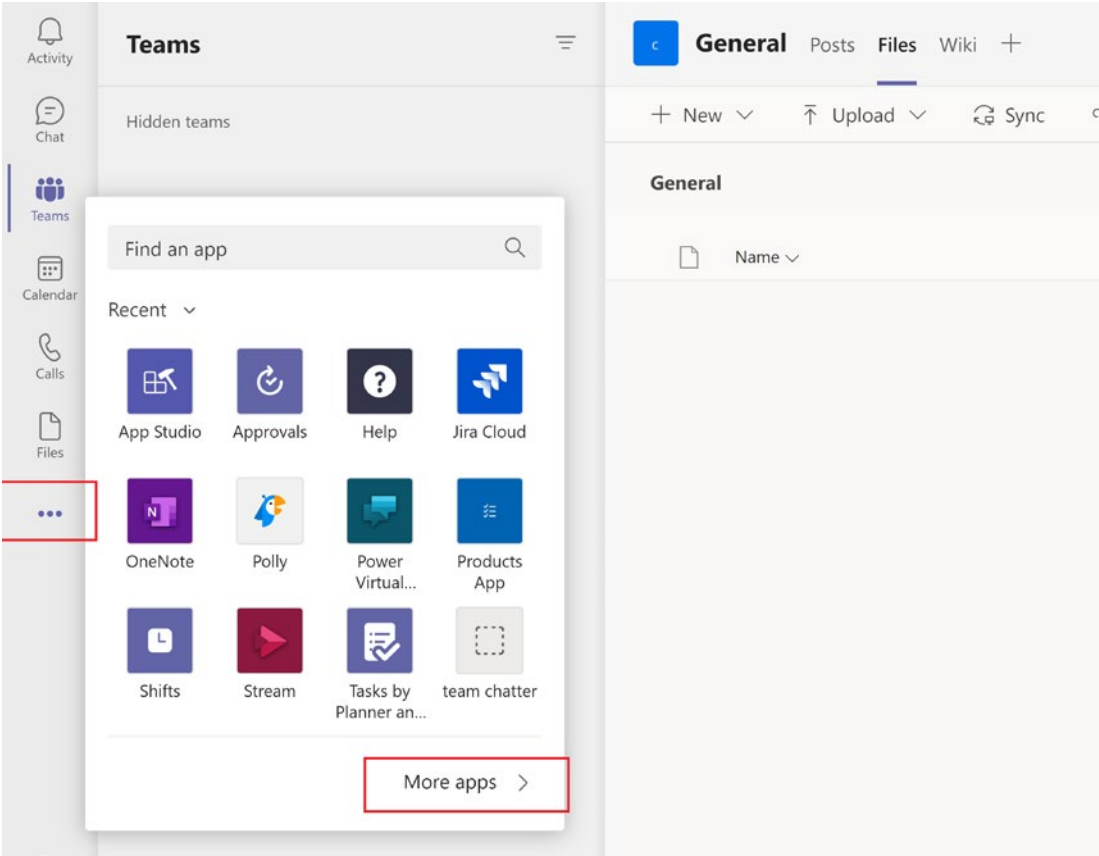 Activity
Chat
Teams
Calendar
Calls
Files
Teams
Hidden teams
Find an app
Recent
App Studio Approvals Help Jira Cloud
OneNote Polly Power Virtual... Products App
Shifts Stream Tasks by Planner an... team chatter
More apps
C General Posts Files Wiki
New Upload Sync
General
Name